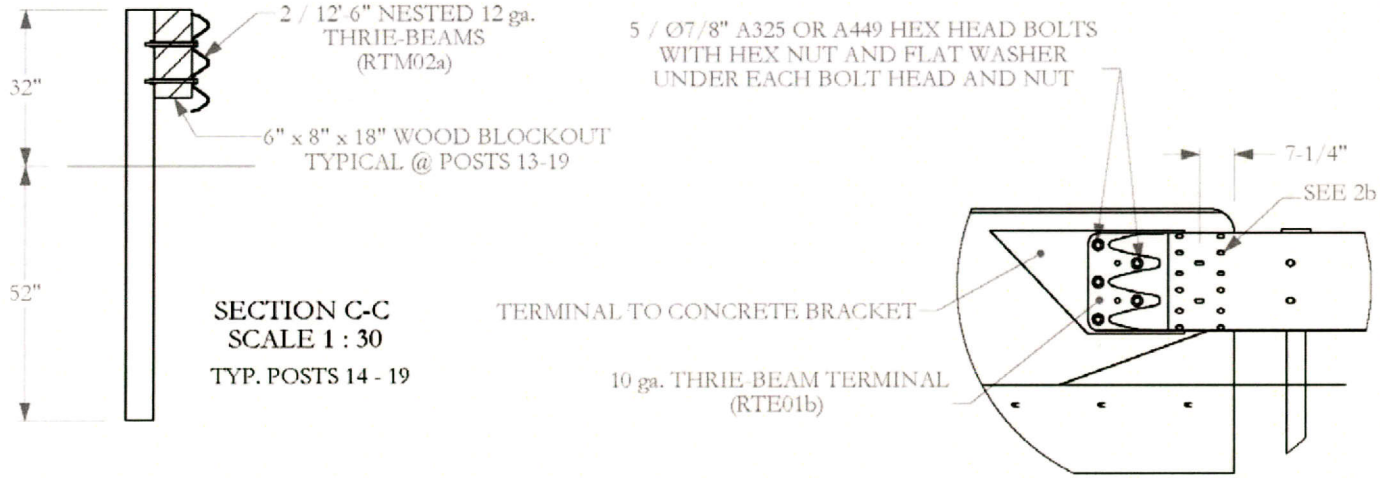 2 / 12'-6" NESTED 12 ga.
THRIE-BEAMS
(RTM02a)
32"
6" x 8" x 18" WOOD BLOCKOUT
TYPICAL @ POSTS 13-19
52"
SECTION C-C
SCALE 1 : 30
TYP. POSTS 14 - 19
5 / Ø7/8" A325 OR A449 HEX HEAD BOLTS
WITH HEX NUT AND FLAT WASHER
UNDER EACH BOLT HEAD AND NUT
7-1/4"
SEE 2b
TERMINAL TO CONCRETE BRACKET
10 ga. THRIE-BEAM TERMINAL
(RTE01b)